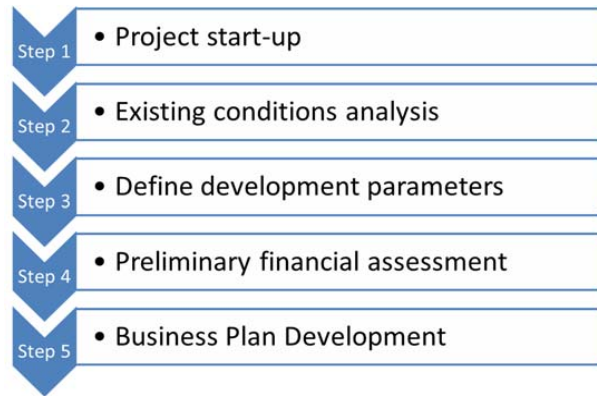 Step 1
• Project start-up
Step 2
• Existing conditions analysis
Step 3
• Define development parameters
Step 4
• Preliminary financial assessment
Step 5
• Business Plan Development